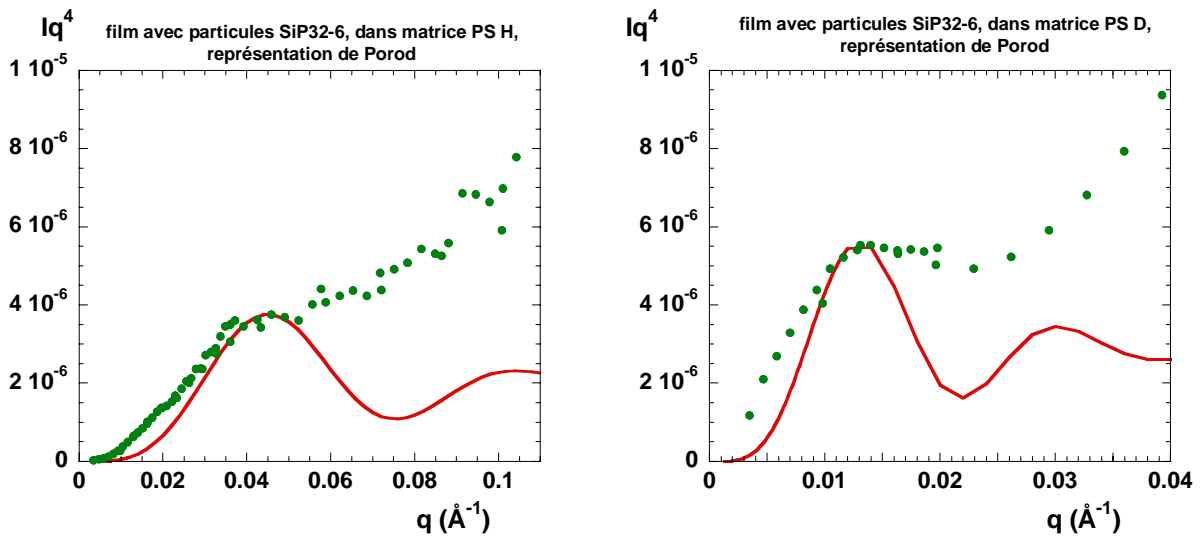 Iq⁴
film avec particules SiP32-6, dans matrice PS H,
représentation de Porod
1 10⁻⁵
8 10⁻⁶
6 10⁻⁶
4 10⁻⁶
2 10⁻⁶
0
0 0.02 0.04 0.06 0.08 0.1
q (Å⁻¹)
Iq⁴
film avec particules SiP32-6, dans matrice PS D,
représentation de Porod
1 10⁻⁵
8 10⁻⁶
6 10⁻⁶
4 10⁻⁶
2 10⁻⁶
0
0 0.01 0.02 0.03 0.04
q (Å⁻¹)